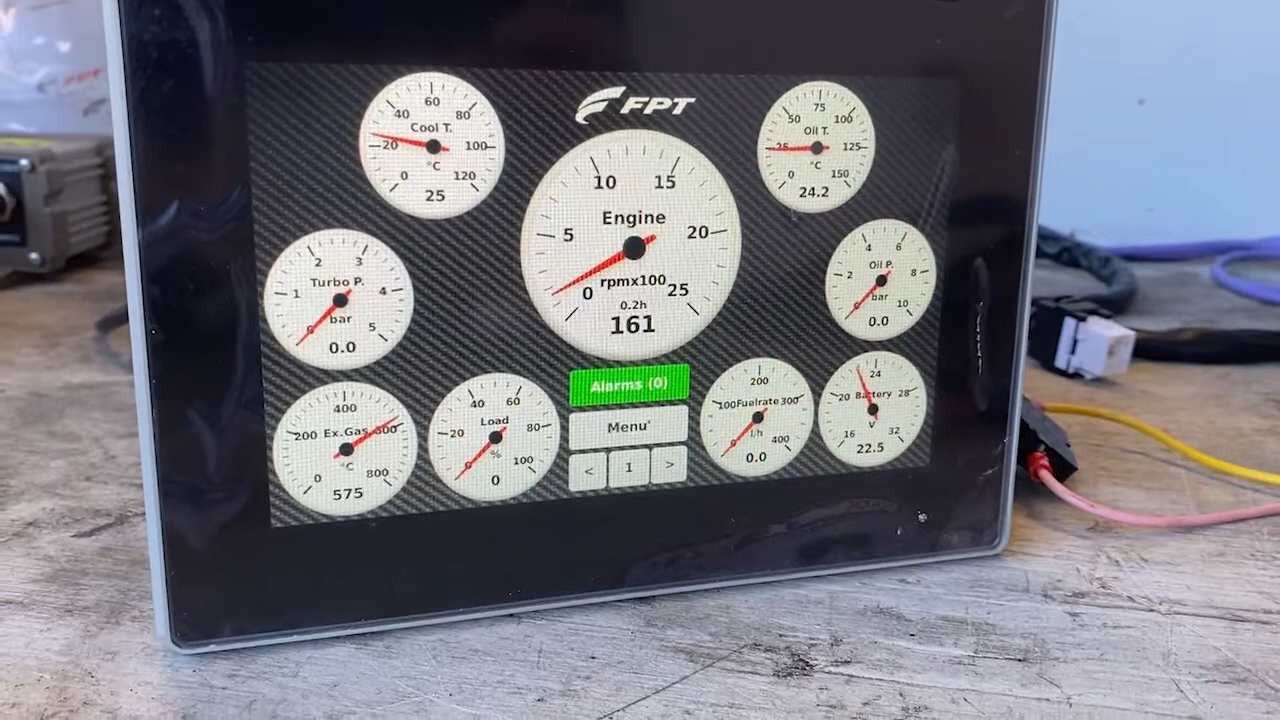 FPT
60
40 80
Cool T.
20 100
°C
0 120
25
FPT
75
50 100
Oil T.
25 125
°C
0 150
24.2
10 15
Engine
5 20
rpmx100
0 25
0.2h
161
2 3
Turbo P.
1 4
bar
0 5
0.0
4 6
Oil P.
2 8
bar
0 10
0.0
400
200 Ex.Gas 600
°C
0 800
575
40 60
Load
20 80
%
0 100
0
Alarms (0)
Menu'
< 1 >
200
100 Fuelrate 300
l/h
0 400
0.0
24
20 Battery 28
V
16 32
22.5